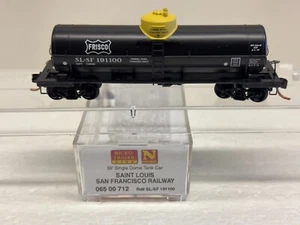 FRISCO
SL-SF 191100
MICRO
TRAINS
LINE
N
39' Single Dome Tank Car
SAINT LOUIS
SAN FRANCISCO RAILWAY
065 00 712
Rd# SL-SF 191100